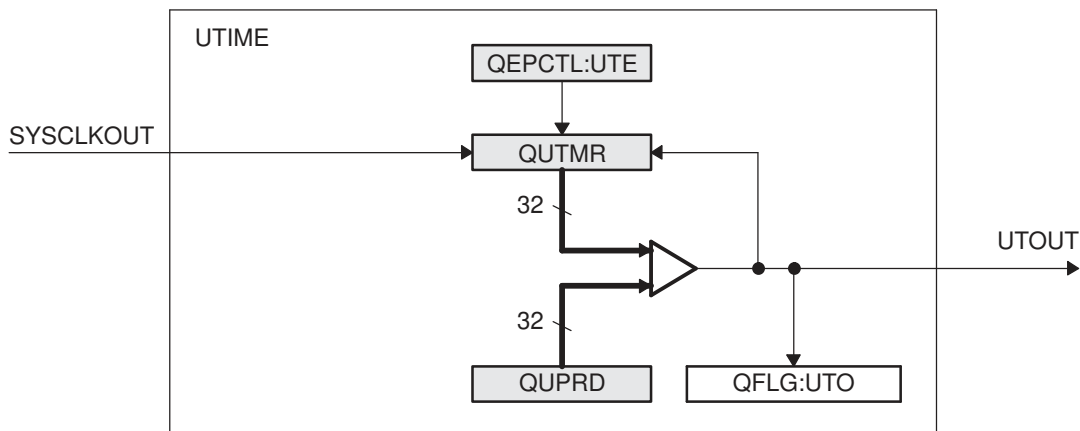 UTIME
QEPCTL:UTE
SYSCLKOUT
QUTMR
32
UTOUT
32
QUPRD
QFLG:UTO